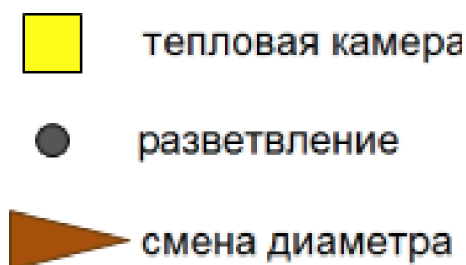 тепловая камера
разветвление
смена диаметра